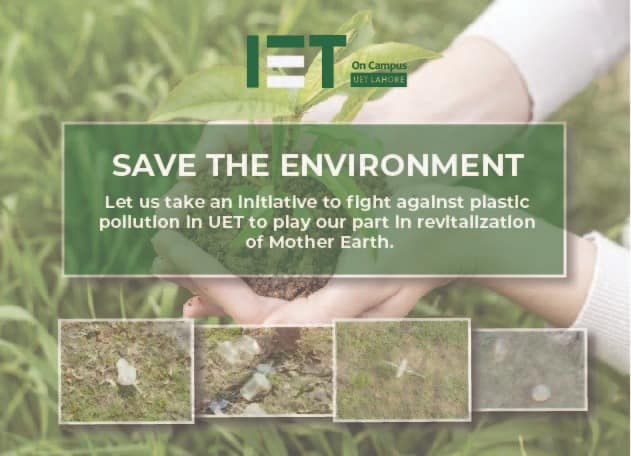 IET
On Campus
UET LAHORE
SAVE THE ENVIRONMENT
Let us take an initiative to fight against plastic
pollution in UET to play our part in revitalization
of Mother Earth.